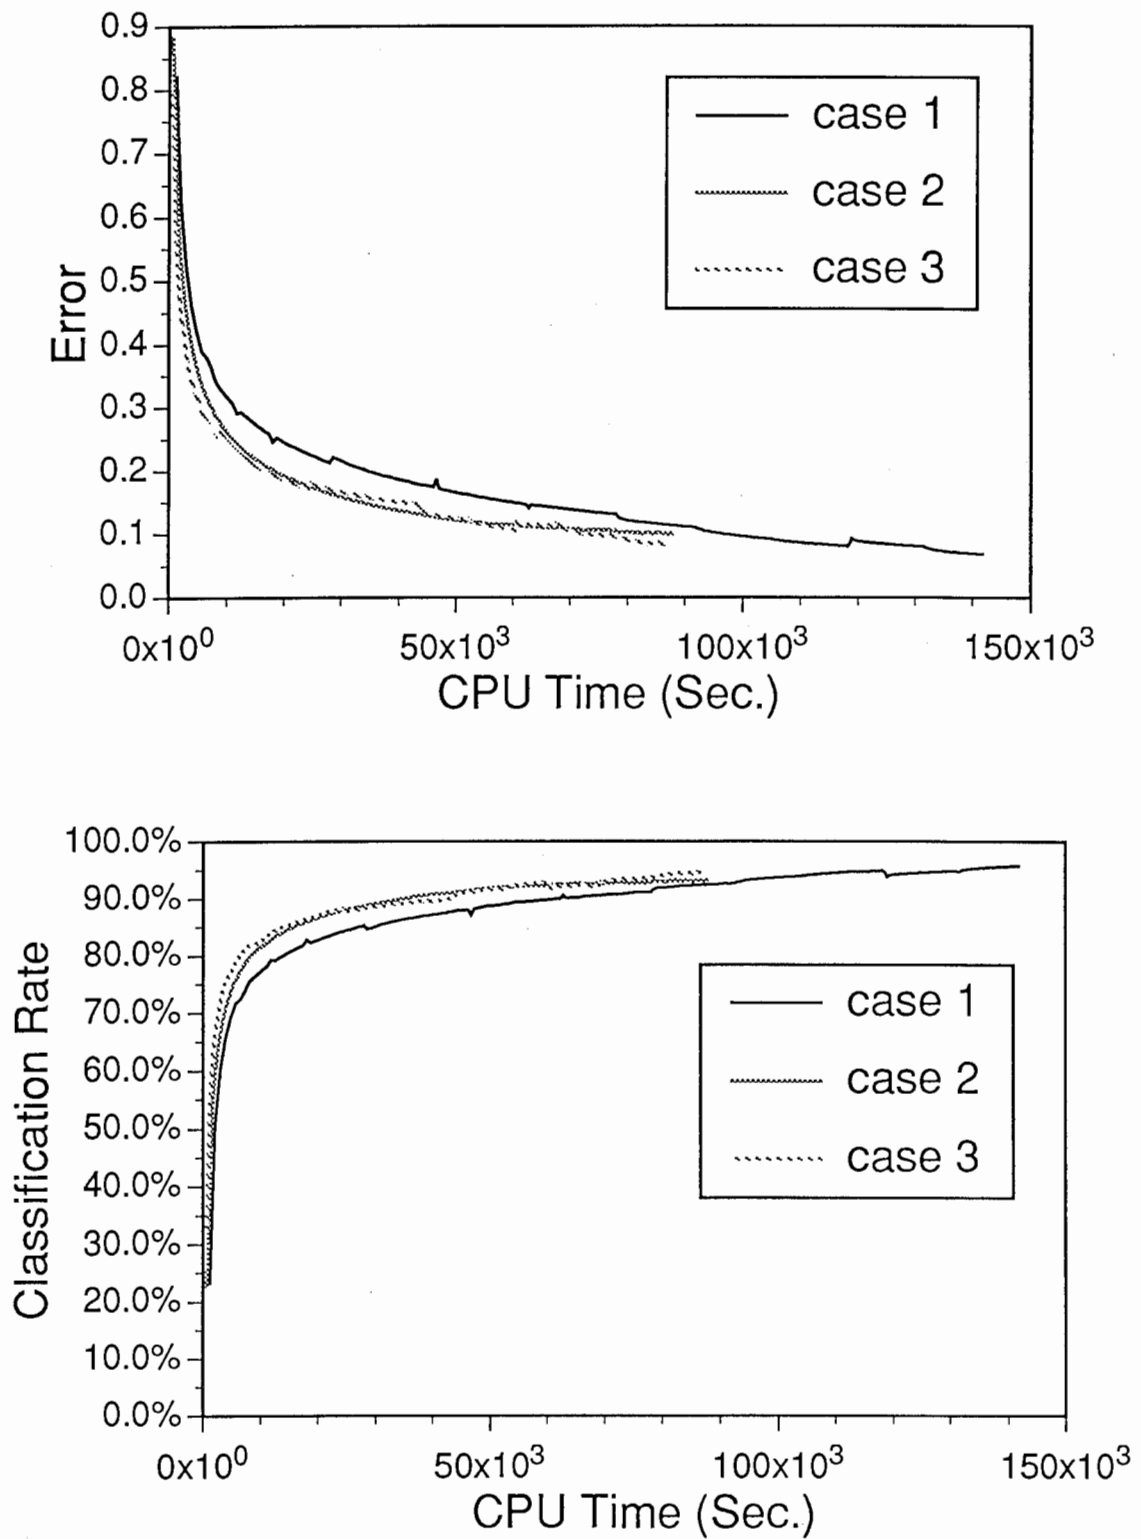 0.9
0.8
0.7
0.6
0.5
0.4
0.3
0.2
0.1
0.0
Error
case 1
case 2
case 3
0x10⁰ 50x10³ 100x10³ 150x10³
CPU Time (Sec.)
100.0%
90.0%
80.0%
70.0%
60.0%
50.0%
40.0%
30.0%
20.0%
10.0%
0.0%
Classification Rate
case 1
case 2
case 3
0x10⁰ 50x10³ 100x10³ 150x10³
CPU Time (Sec.)